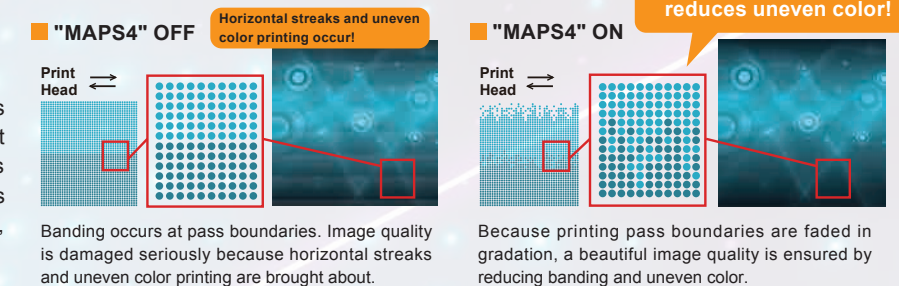 "MAPS4" OFF
Horizontal streaks and uneven
color printing occur!
Print
Head
Banding occurs at pass boundaries. Image quality
is damaged seriously because horizontal streaks
and uneven color printing are brought about.
reduces uneven color!
"MAPS4" ON
Print
Head
Because printing pass boundaries are faded in
gradation, a beautiful image quality is ensured by
reducing banding and uneven color.